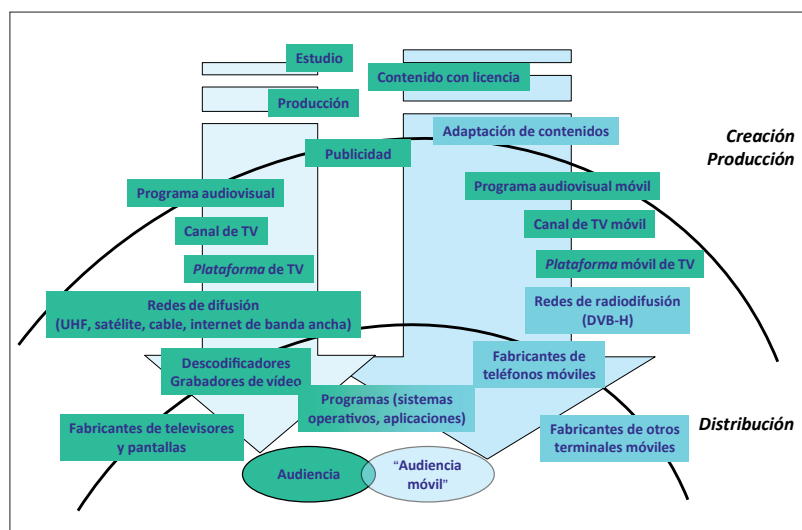 Estudio
Contenido con licencia
Producción
Adaptación de contenidos
Creación
Producción
Publicidad
Programa audiovisual
Programa audiovisual móvil
Canal de TV
Canal de TV móvil
Plataforma de TV
Plataforma móvil de TV
Redes de difusión
(UHF, satélite, cable, internet de banda ancha)
Redes de radiodifusión
(DVB-H)
Descodificadores
Grabadores de vídeo
Fabricantes de
teléfonos móviles
Programas (sistemas
operativos, aplicaciones)
Fabricantes de televisores
y pantallas
Fabricantes de otros
terminales móviles
Distribución
Audiencia
“Audiencia
móvil”